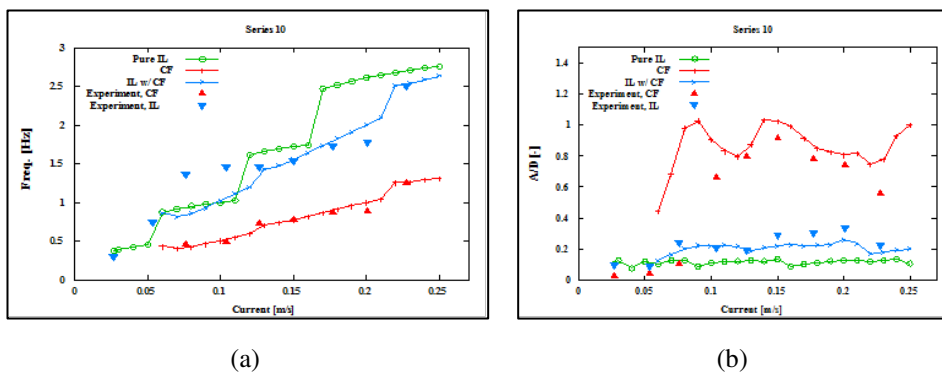 Series 10
Pure IL
CF
IL w/ CF
Experiment, CF
Experiment, IL
Freq. [Hz]
3
2.5
2
1.5
1
0.5
0
0 0.05 0.1 0.15 0.2 0.25
Current [m/s]
(a)
Series 10
Pure IL
CF
IL w/ CF
Experiment, CF
Experiment, IL
A/D [-]
1.4
1.2
1
0.8
0.6
0.4
0.2
0
0 0.05 0.1 0.15 0.2 0.25
Current [m/s]
(b)